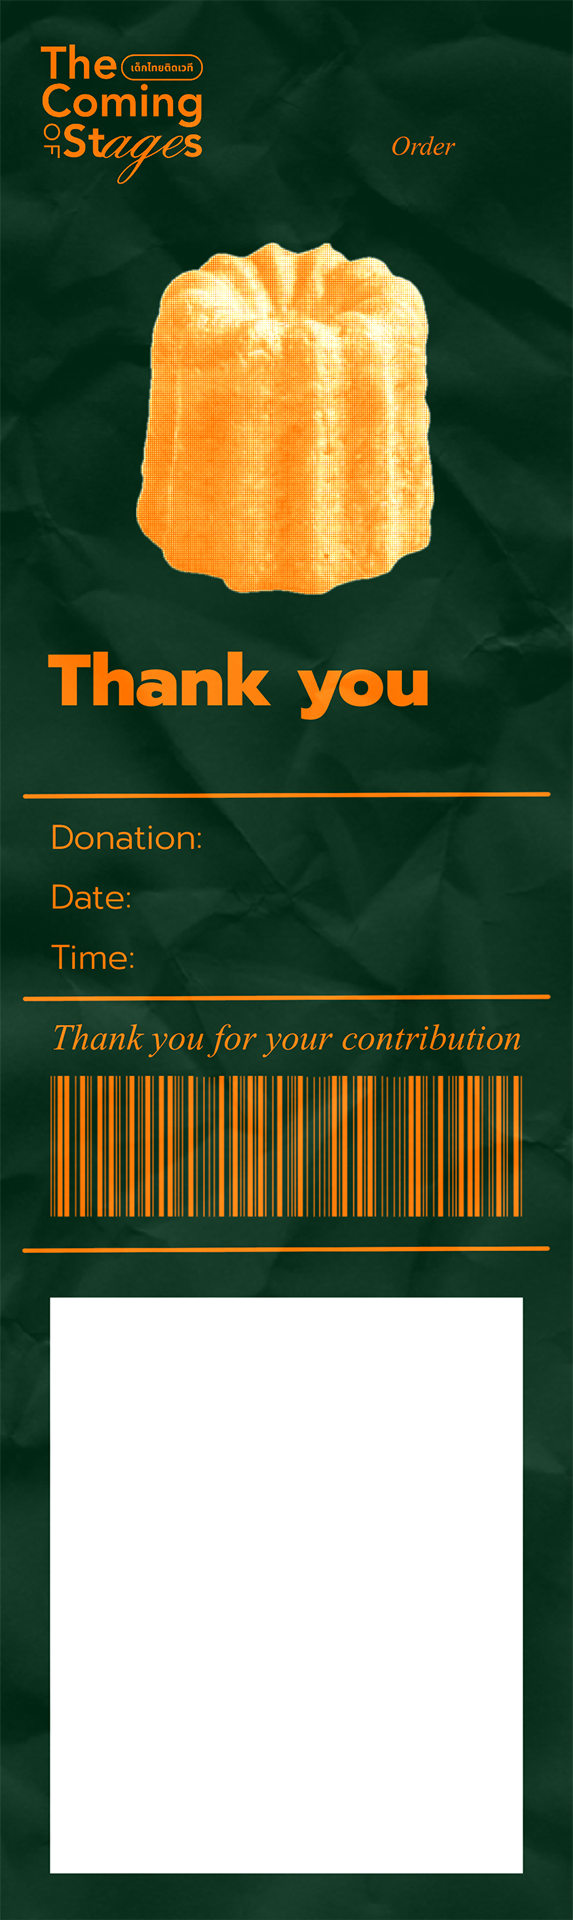 The เด็กไทยติดเวที
Coming
OF Stages
Order
Thank you
Donation:
Date:
Time:
Thank you for your contribution